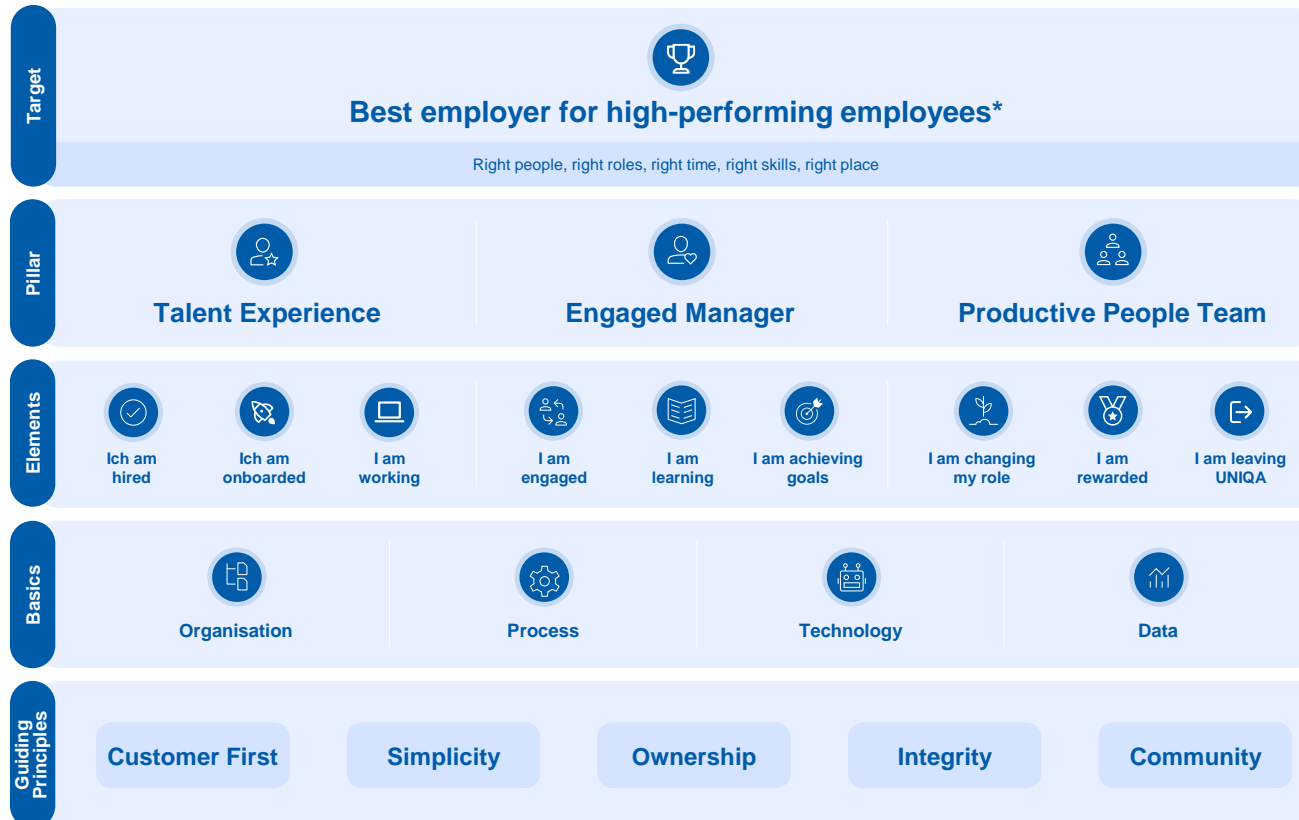 Target
Best employer for high-performing employees*
Right people, right roles, right time, right skills, right place
Pillar
Talent Experience
Engaged Manager
Productive People Team
Elements
Ich am
hired
Ich am
onboarded
I am
working
I am
engaged
I am
learning
I am achieving
goals
I am changing
my role
I am
rewarded
I am leaving
UNIQA
Basics
Organisation
Process
Technology
Data
Guiding
Principles
Customer First
Simplicity
Ownership
Integrity
Community